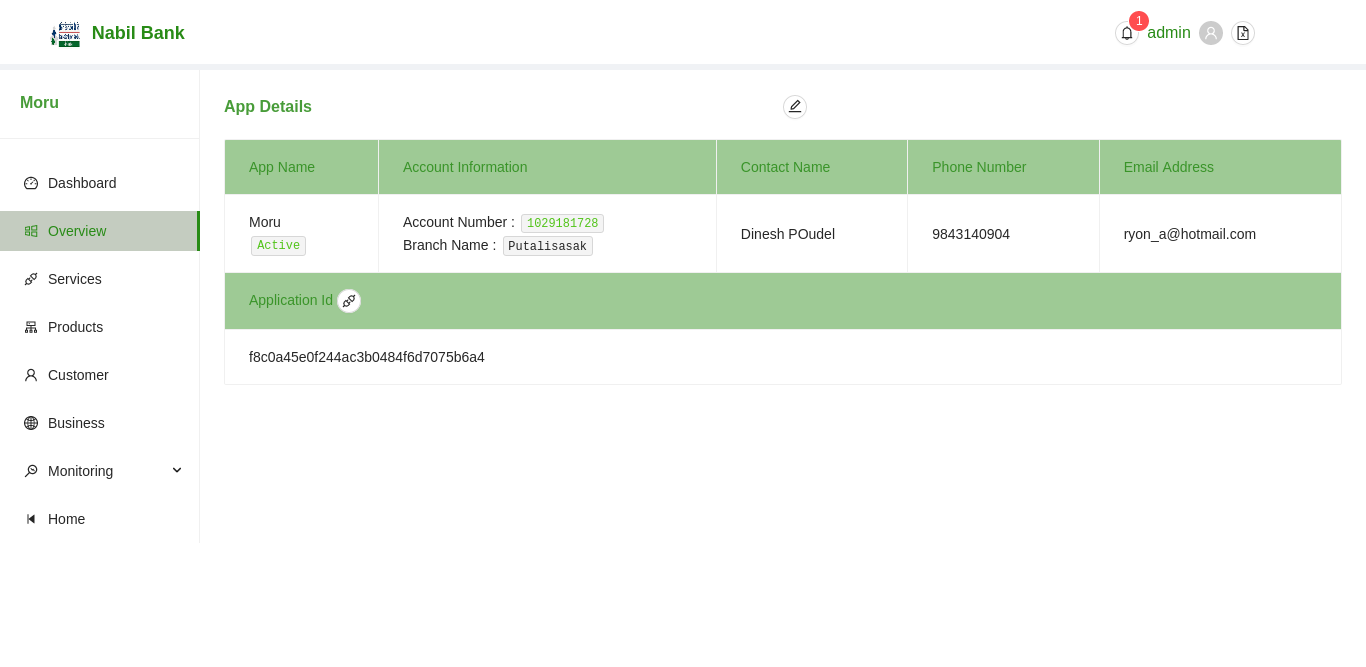 Nabil Bank
1
admin
Moru
App Details
App Name
Account Information
Contact Name
Phone Number
Email Address
Dashboard
Moru
Account Number : 1029181728
Overview
Active
Branch Name : Putalisasak
Dinesh POudel
9843140904
ryon_a@hotmail.com
Services
Application Id
Products
f8c0a45e0f244ac3b0484f6d7075b6a4
Customer
Business
Monitoring
Home